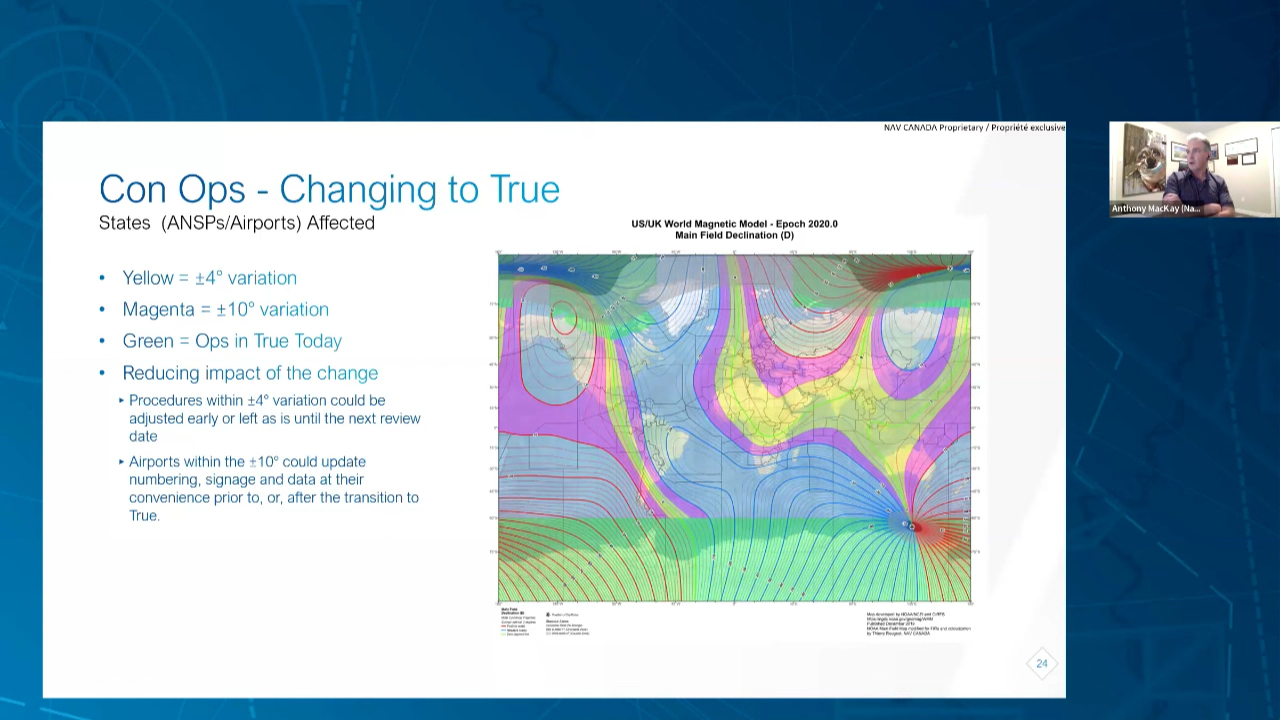 NAV CANADA Proprietary / Propriété exclusive
Con Ops - Changing to True
States (ANSPs/Airports) Affected
US/UK World Magnetic Model - Epoch 2020.0
Main Field Declination (D)
• Yellow = ±4° variation
• Magenta = ±10° variation
• Green = Ops in True Today
• Reducing impact of the change
▸ Procedures within ±4° variation could be
adjusted early or left as is until the next review
date
▸ Airports within the ±10° could update
numbering, signage and data at their
convenience prior to, or, after the transition to
True.
24
Anthony MacKay (Na...